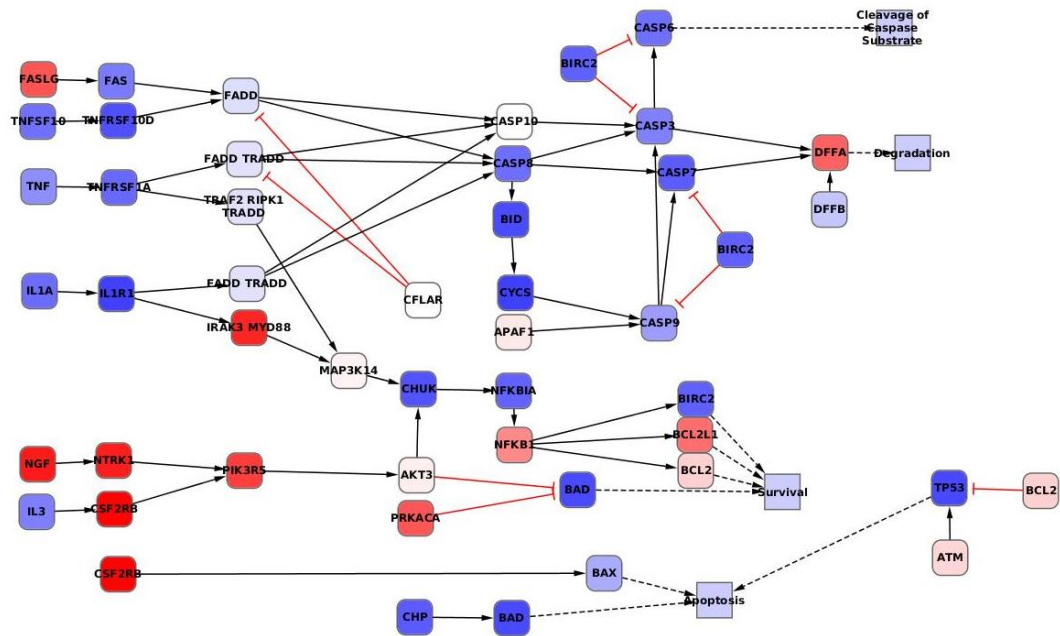 Cleavage of
Caspase
Substrate
CASP6
BIRC2
FASLG
FAS
FADD
TNFSF10
TNFRSF10D
CASP10
CASP3
FADD TRADD
CASP8
CASP7
DFFA
Degradation
TNF
TNFRSF1A
TRAF2 RIPK1
TRADD
DFFB
BID
BIRC2
IL1A
IL1R1
FADD TRADD
CFLAR
CYCS
IRAK3 MYD88
APAF1
CASP9
MAP3K14
CHUK
NFKBIA
BIRC2
NFKB1
BCL2L1
NGF
NTRK1
PIK3R5
AKT3
BCL2
IL3
CSF2RB
PRKACA
BAD
Survival
TP53
BCL2
ATM
CSF2RB
BAX
Apoptosis
CHP
BAD